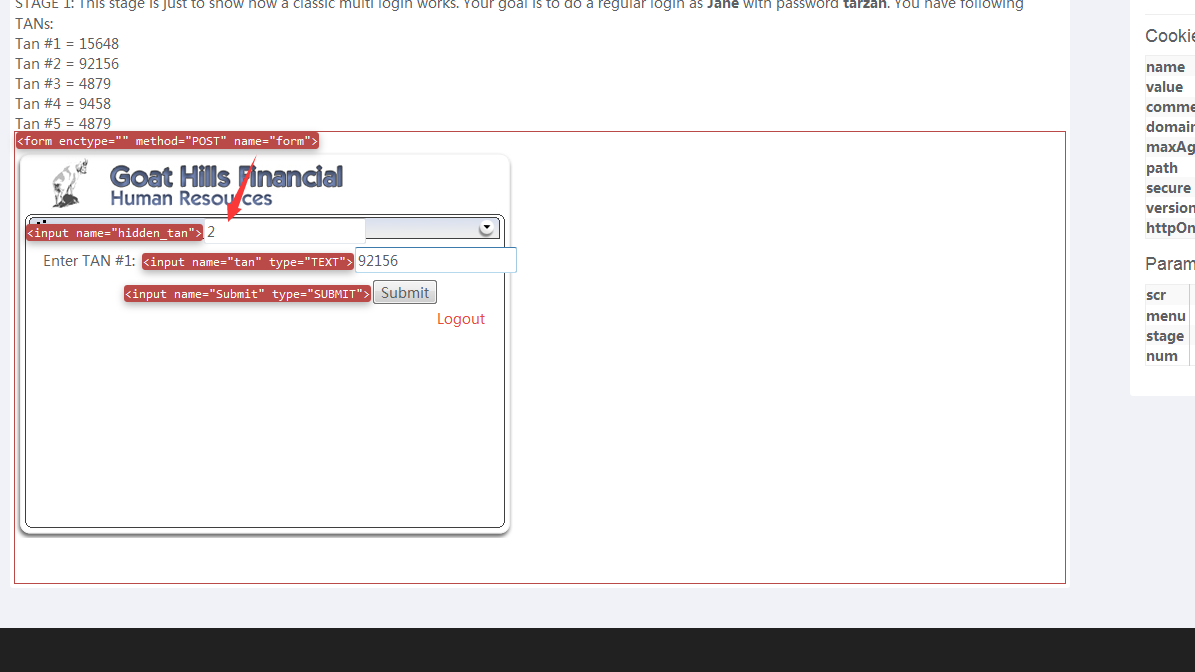 STAGE 1: This stage is just to show how a classic multi login works. Your goal is to do a regular login as Jane with password tarzan. You have following
TANs:
Tan #1 = 15648
Tan #2 = 92156
Tan #3 = 4879
Tan #4 = 9458
Tan #5 = 4879
<form enctype="" method="POST" name="form">
Goat Hills Financial
Human Resources
<input name="hidden_tan"> 2
Enter TAN #1: <input name="tan" type="TEXT"> 92156
<input name="Submit" type="SUBMIT"> Submit
Logout
Cookie
name
value
comme
domain
maxAg
path
secure
version
httpOn
Param
scr
menu
stage
num